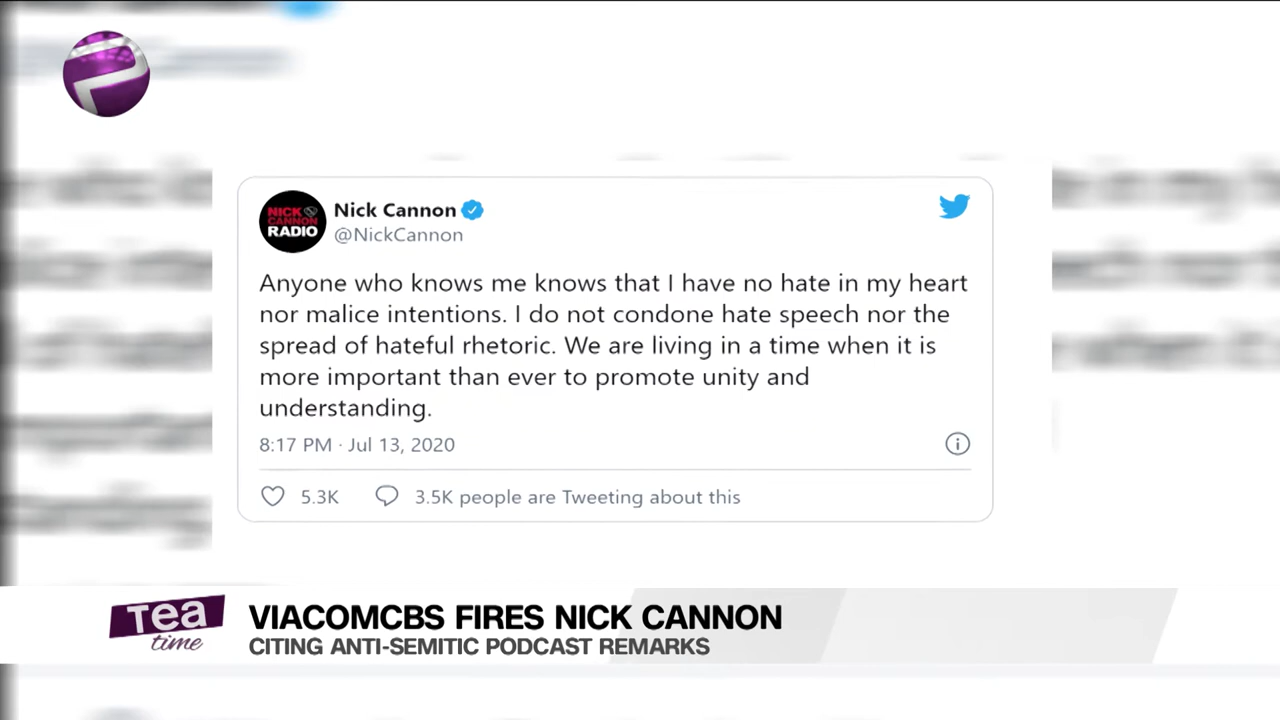 NICK
CANNON
RADIO
Nick Cannon
@NickCannon
Anyone who knows me knows that I have no hate in my heart
nor malice intentions. I do not condone hate speech nor the
spread of hateful rhetoric. We are living in a time when it is
more important than ever to promote unity and
understanding.
8:17 PM · Jul 13, 2020
5.3K 3.5K people are Tweeting about this
Tea
time
VIACOMCBS FIRES NICK CANNON
CITING ANTI-SEMITIC PODCAST REMARKS